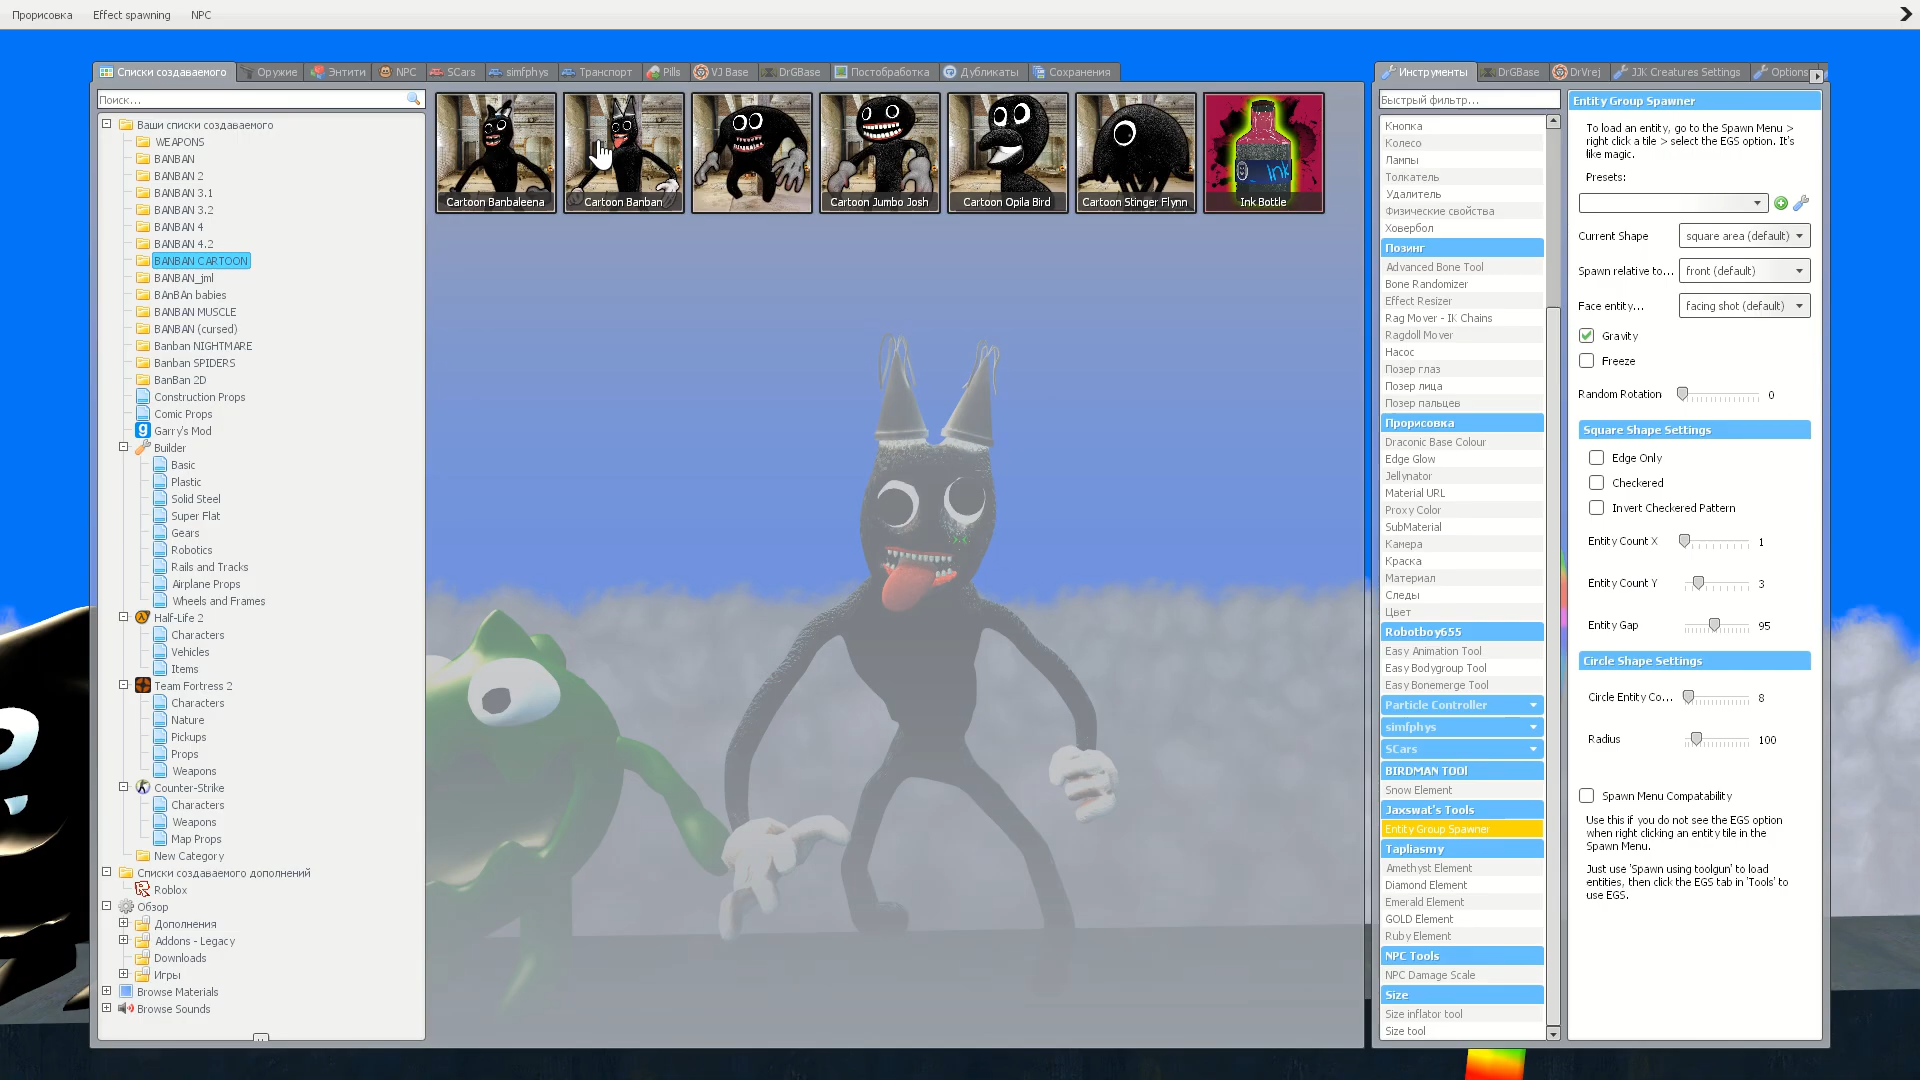 Прорисовка
Effect spawning
NPC
Списки создаваемого
Оружие
Энтити
NPC
SCars
simfphys
Транспорт
Pills
VJ Base
DrGBase
Постобработка
Дубликаты
Сохранения
Поиск...
Ваши списки создаваемого
WEAPONS
BANBAN
BANBAN 2
BANBAN 3.1
BANBAN 3.2
BANBAN 4
BANBAN 4.2
BANBAN CARTOON
BANBAN_jml
BAnBAn babies
BANBAN MUSCLE
BANBAN (cursed)
Banban NIGHTMARE
Banban SPIDERS
BanBan 2D
Construction Props
Comic Props
Garry's Mod
Builder
Basic
Plastic
Solid Steel
Super Flat
Gears
Robotics
Rails and Tracks
Airplane Props
Wheels and Frames
Half-Life 2
Characters
Vehicles
Items
Team Fortress 2
Characters
Nature
Pickups
Props
Weapons
Counter-Strike
Characters
Weapons
Map Props
New Category
Списки создаваемого дополнений
Roblox
Обзор
Дополнения
Addons - Legacy
Downloads
Игры
Browse Materials
Browse Sounds
Cartoon Banbaleena
Cartoon Banban
Cartoon Jumbo Josh
Cartoon Opila Bird
Cartoon Stinger Flynn
Ink
Ink Bottle
Инструменты
DrGBase
DrVrej
JJK Creatures Settings
Options
Быстрый фильтр...
Кнопка
Колесо
Лампы
Толкатель
Удалитель
Физические свойства
Ховербол
Позинг
Advanced Bone Tool
Bone Randomizer
Effect Resizer
Rag Mover - IK Chains
Ragdoll Mover
Насос
Позер глаз
Позер лица
Позер пальцев
Прорисовка
Draconic Base Colour
Edge Glow
Jellynator
Material URL
Proxy Color
SubMaterial
Камера
Краска
Материал
Следы
Цвет
Robotboy655
Easy Animation Tool
Easy Bodygroup Tool
Easy Bonemerge Tool
Particle Controller
simfphys
SCars
BIRDMAN TOOl
Snow Element
Jaxswat's Tools
Entity Group Spawner
Tapliasmy
Amethyst Element
Diamond Element
Emerald Element
GOLD Element
Ruby Element
NPC Tools
NPC Damage Scale
Size
Size inflator tool
Size tool
Entity Group Spawner
To load an entity, go to the Spawn Menu >
right click a tile > select the EGS option. It's
like magic.
Presets:
Current Shape
square area (default)
Spawn relative to...
front (default)
Face entity...
facing shot (default)
Gravity
Freeze
Random Rotation
0
Square Shape Settings
Edge Only
Checkered
Invert Checkered Pattern
Entity Count X
1
Entity Count Y
3
Entity Gap
95
Circle Shape Settings
Circle Entity Co...
8
Radius
100
Spawn Menu Compatability
Use this if you do not see the EGS option
when right clicking an entity tile in the
Spawn Menu.
Just use 'Spawn using toolgun' to load
entities, then click the EGS tab in 'Tools' to
use EGS.